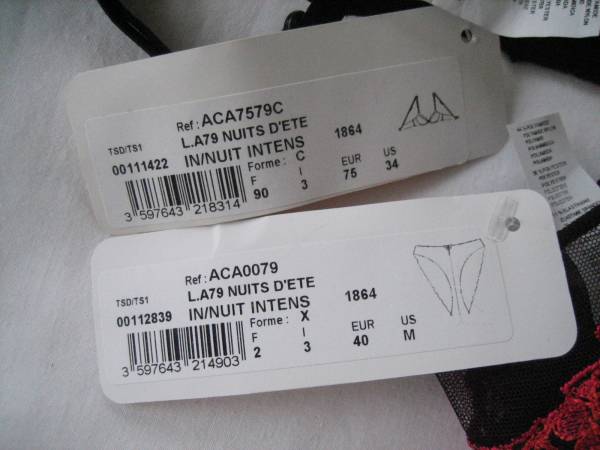 Ref : ACA7579C
TSD/TS1 L.A79 NUITS D'ETE 1864
00111422 IN/NUIT INTENS
Forme : C
F I EUR US
90 3 75 34
3 597643 218314
Ref : ACA0079
TSD/TS1 L.A79 NUITS D'ETE 1864
00112839 IN/NUIT INTENS
Forme : X
F I EUR US
2 3 40 M
3 597643 214903